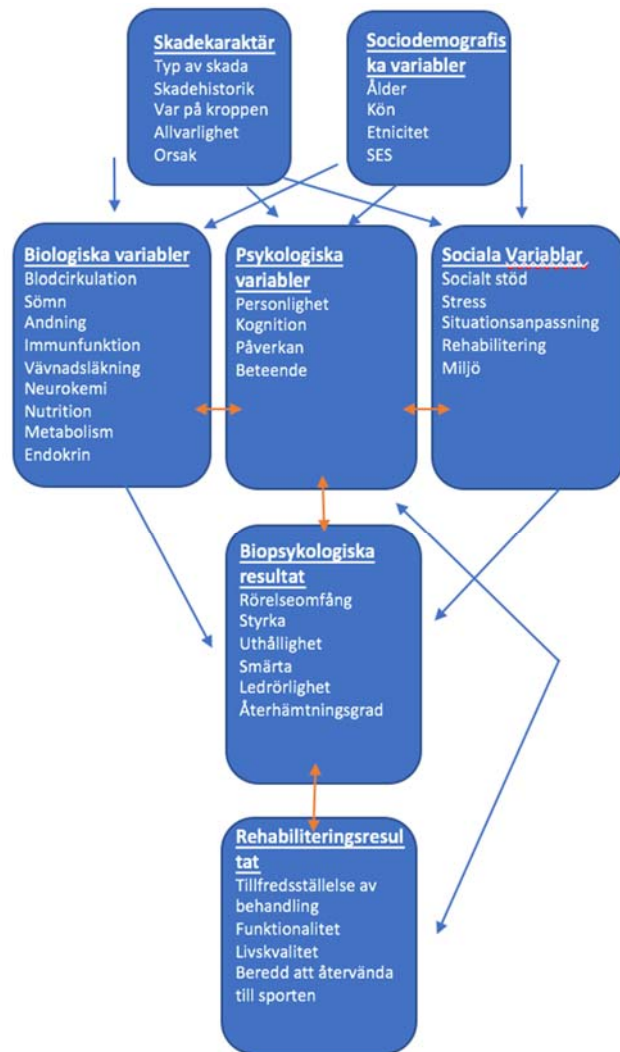 Skadekaraktär
Typ av skada
Skadehistorik
Var på kroppen
Allvarlighet
Orsak
Sociodemografis
ka variabler
Ålder
Kön
Etnicitet
SES
Biologiska variabler
Blodcirkulation
Sömn
Andning
Immunfunktion
Vävnadsläkning
Neurokemi
Nutrition
Metabolism
Endokrin
Psykologiska
variabler
Personlighet
Kognition
Påverkan
Beteende
Sociala Variablar
Socialt stöd
Stress
Situationsanpassning
Rehabilitering
Miljö
Biopsykologiska
resultat
Rörelseomfång
Styrka
Uthållighet
Smärta
Ledrörlighet
Återhämtningsgrad
Rehabiliteringsresul
tat
Tillfredsställelse av
behandling
Funktionalitet
Livskvalitet
Beredd att återvända
till sporten